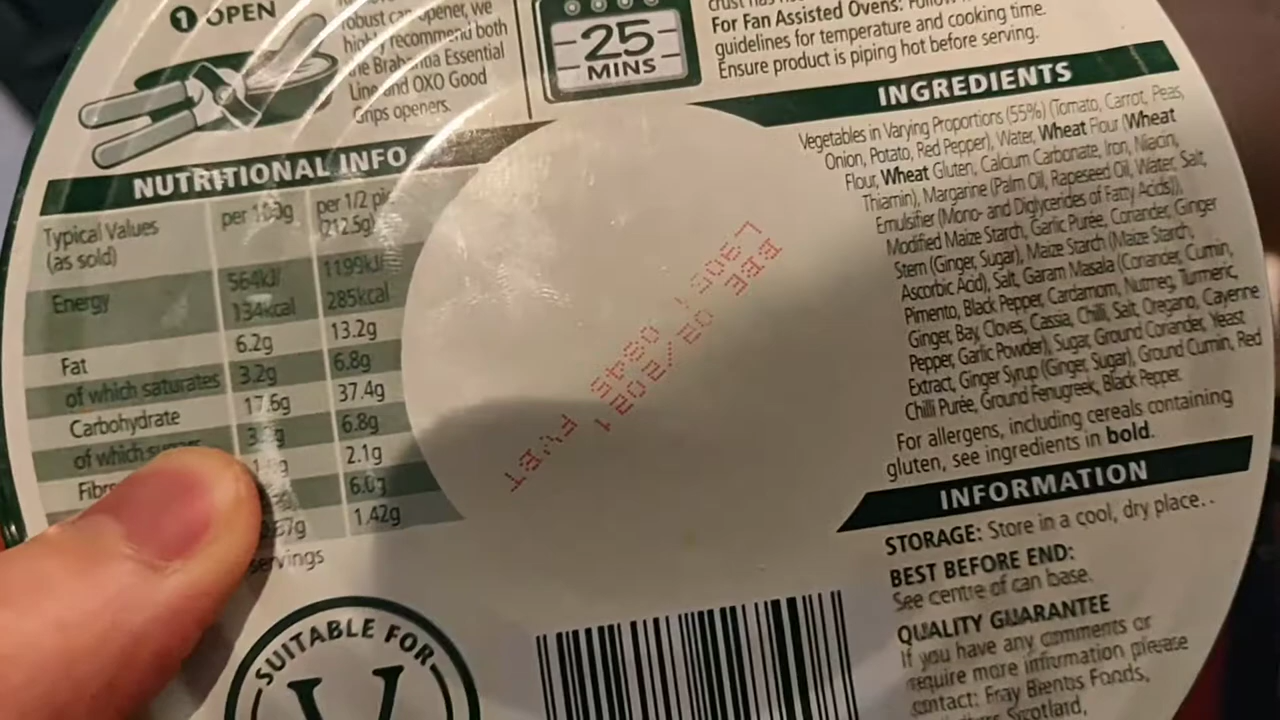 1 OPEN
robust can opener, we
highly recommend both
the Brabantia Essential
Line and OXO Good
Grips openers.
25
MINS
For Fan Assisted Ovens: Follow
guidelines for temperature and cooking time.
Ensure product is piping hot before serving.
NUTRITIONAL INFO
Typical Values
(as sold)
per 100g
per 1/2 pie
(212.5g)
Energy 564kJ/ 1199kJ/
134kcal 285kcal
Fat 6.2g 13.2g
of which saturates 3.2g 6.8g
Carbohydrate 17.6g 37.4g
of which sugars 6.8g
Fibre 2.1g
6.0g
1.42g
servings
SUITABLE FOR
V
BBE
02/2021
INGREDIENTS
Vegetables in Varying Proportions (55%) (Tomato, Carrot, Peas,
Onion, Potato, Red Pepper), Water, Wheat Flour (Wheat
Flour, Wheat Gluten, Calcium Carbonate, Iron, Niacin,
Thiamin), Margarine (Palm Oil, Rapeseed Oil, Water, Salt,
Emulsifier (Mono- and Diglycerides of Fatty Acids)),
Modified Maize Starch, Garlic Purée, Coriander, Ginger
Stem (Ginger, Sugar), Maize Starch (Maize Starch,
Ascorbic Acid), Salt, Garam Masala (Coriander, Cumin,
Pimento, Black Pepper, Cardamom, Nutmeg, Turmeric,
Ginger, Bay, Cloves, Cassia, Chilli, Salt, Oregano, Cayenne
Pepper, Garlic Powder), Sugar, Ground Coriander, Yeast
Extract, Ginger Syrup (Ginger, Sugar), Ground Cumin, Red
Chilli Purée, Ground Fenugreek, Black Pepper.
For allergens, including cereals containing
gluten, see ingredients in bold.
INFORMATION
STORAGE: Store in a cool, dry place..
BEST BEFORE END:
See centre of can base.
QUALITY GUARANTEE
If you have any comments or
require more information please
contact: Fray Bentos Foods,
Scotland,